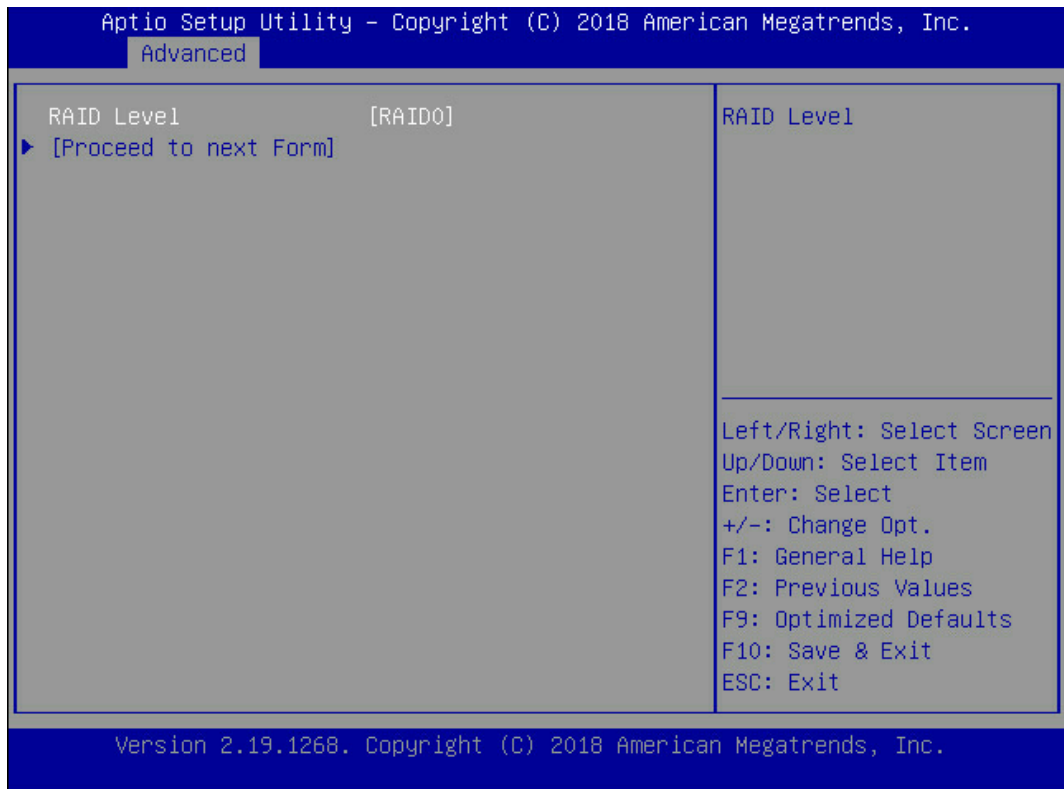 Aptio Setup Utility – Copyright (C) 2018 American Megatrends, Inc.
Advanced
RAID Level [RAID0]
[Proceed to next Form]
RAID Level
Left/Right: Select Screen
Up/Down: Select Item
Enter: Select
+/-: Change Opt.
F1: General Help
F2: Previous Values
F9: Optimized Defaults
F10: Save & Exit
ESC: Exit
Version 2.19.1268. Copyright (C) 2018 American Megatrends, Inc.